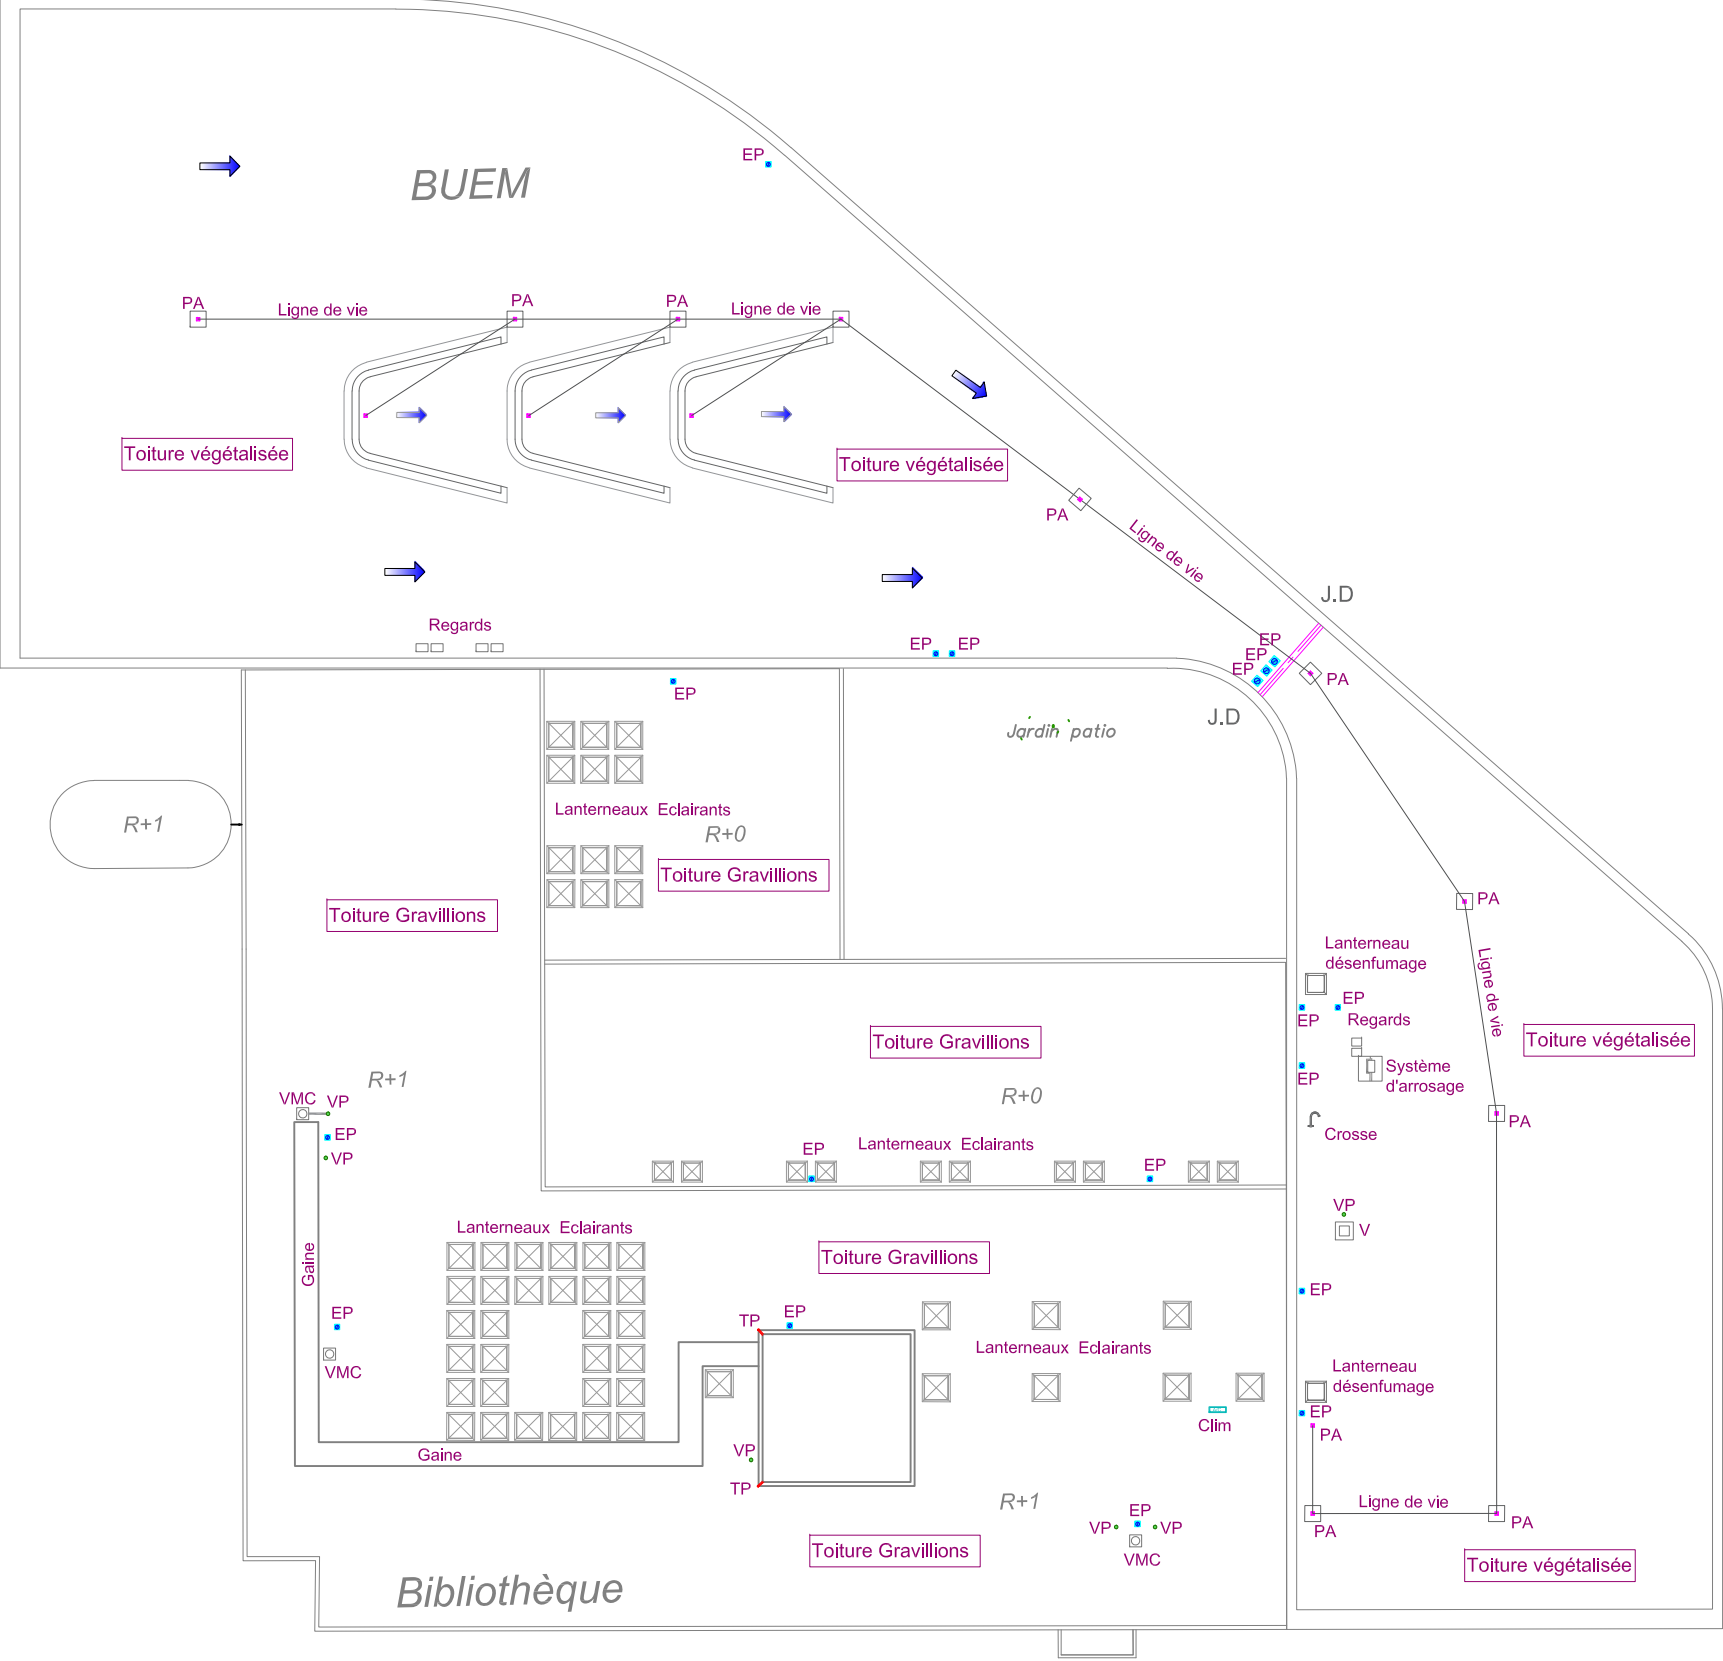 EP
BUEM
PA
Ligne de vie
PA
PA
Ligne de vie
Toiture végétalisée
Toiture végétalisée
PA
Ligne de vie
J.D
Regards
EP
EP
EP
EP
EP
PA
EP
J.D
Jardin patio
Lanterneaux Eclairants
R+0
R+1
Toiture Gravillions
Toiture Gravillions
PA
Lanterneau
désenfumage
Ligne de vie
EP
EP
Regards
Toiture végétalisée
Toiture Gravillions
EP
Système
d'arrosage
R+1
R+0
VMC
VP
PA
EP
Crosse
VP
EP
Lanterneaux Eclairants
EP
VP
V
Lanterneaux Eclairants
Gaine
Toiture Gravillions
EP
EP
TP
EP
Lanterneaux Eclairants
VMC
Lanterneau
désenfumage
EP
Clim
PA
Gaine
VP
TP
R+1
Ligne de vie
EP
VP
VP
PA
PA
Toiture Gravillions
VMC
Toiture végétalisée
Bibliothèque